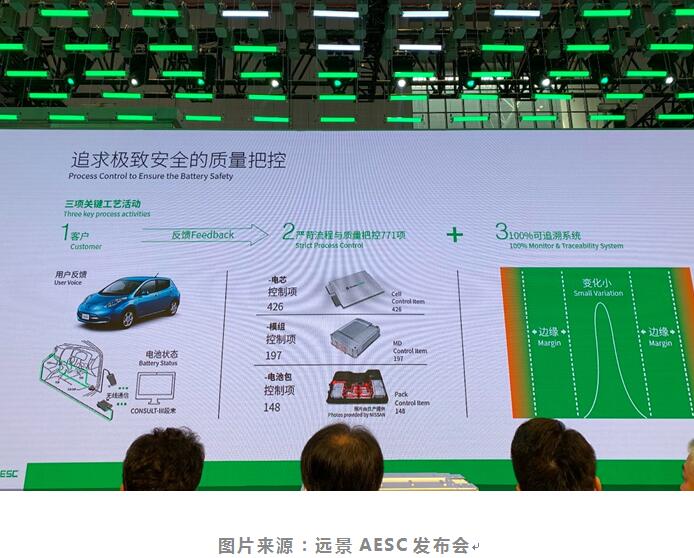 追求极致安全的质量把控
Process Control to Ensure the Battery Safety
三项关键工艺活动
Three key process activities
1 客户
Customer
反馈Feedback
2 严苛流程与质量把控771项
Strict Process Control
+
3 100%可追溯系统
100% Monitor & Traceability System
用户反馈
User Voice
电池状态
Battery Status
无线通信
CONSULT-III段末
-电芯
控制项
426
Cell
Control Item
426
-模组
控制项
197
MD
Control Item
197
-电池包
控制项
148
Pack
Control Item
148
照片由日产提供
Photos provided by NISSAN
变化小
Small Variation
边缘
Margin
边缘
Margin
ESC
图片来源：远景 AESC 发布会